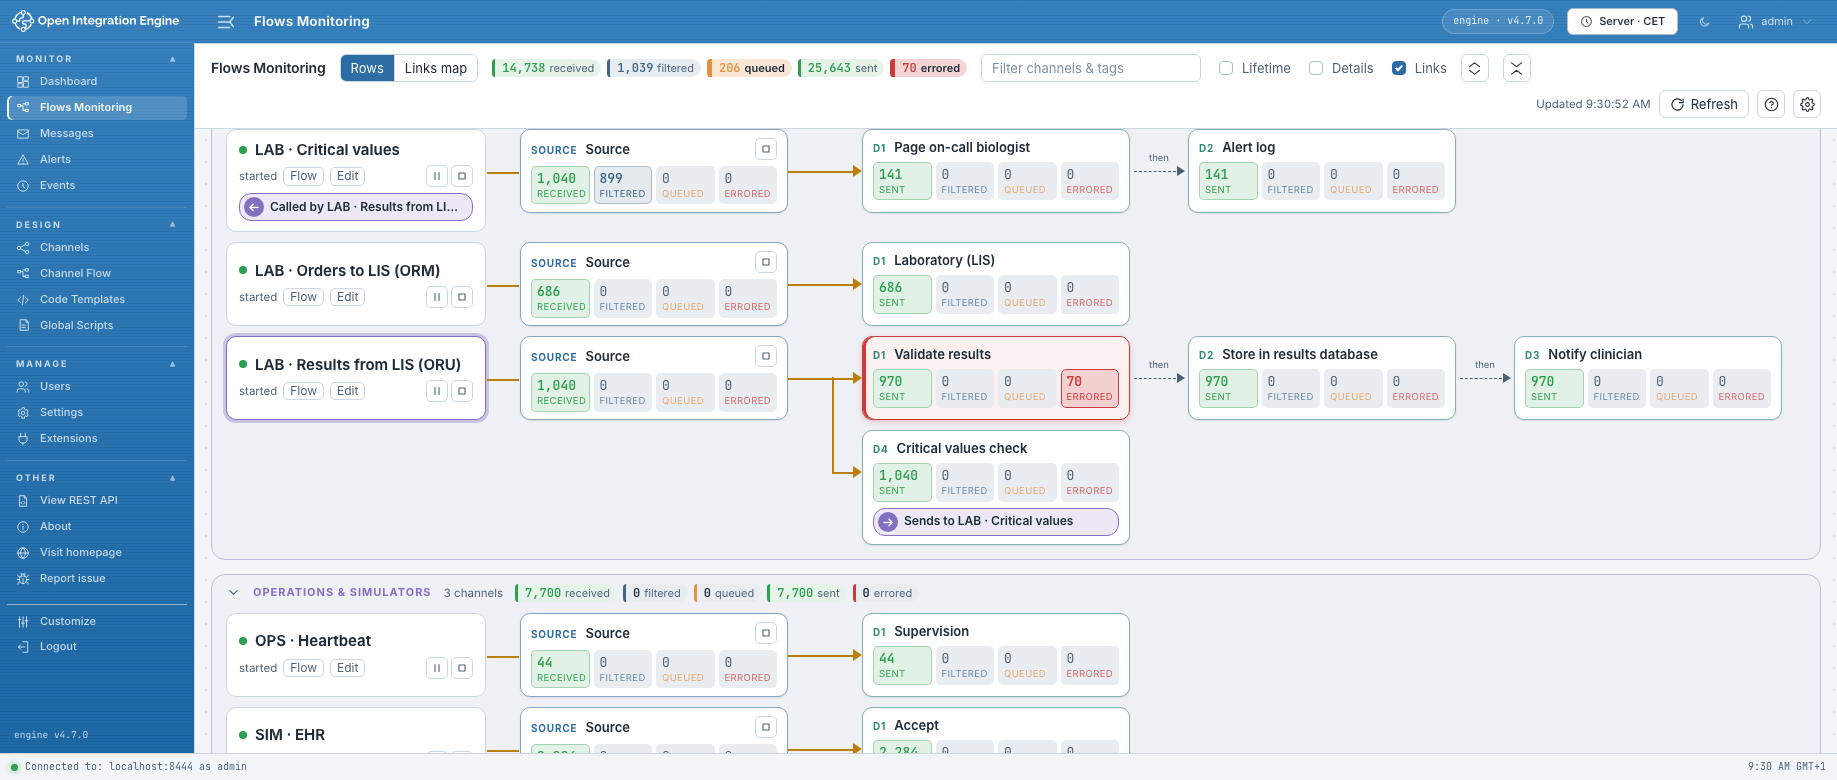 Open Integration Engine
Flows Monitoring
engine · v4.7.0
Server · CET
admin
MONITOR
Dashboard
Flows Monitoring
Messages
Alerts
Events
DESIGN
Channels
Channel Flow
Code Templates
Global Scripts
MANAGE
Users
Settings
Extensions
OTHER
View REST API
About
Visit homepage
Report issue
Customize
Logout
engine v4.7.0
Flows Monitoring
Rows
Links map
14,738 received
1,039 filtered
206 queued
25,643 sent
70 errored
Filter channels & tags
Lifetime
Details
Links
Updated 9:30:52 AM
Refresh
LAB · Critical values
started Flow Edit
Called by LAB · Results from LI...
SOURCE Source
1,040 RECEIVED
899 FILTERED
0 QUEUED
0 ERRORED
D1 Page on-call biologist
141 SENT
0 FILTERED
0 QUEUED
0 ERRORED
then
D2 Alert log
141 SENT
0 FILTERED
0 QUEUED
0 ERRORED
LAB · Orders to LIS (ORM)
started Flow Edit
SOURCE Source
686 RECEIVED
0 FILTERED
0 QUEUED
0 ERRORED
D1 Laboratory (LIS)
686 SENT
0 FILTERED
0 QUEUED
0 ERRORED
LAB · Results from LIS (ORU)
started Flow Edit
SOURCE Source
1,040 RECEIVED
0 FILTERED
0 QUEUED
0 ERRORED
D1 Validate results
970 SENT
0 FILTERED
0 QUEUED
70 ERRORED
then
D2 Store in results database
970 SENT
0 FILTERED
0 QUEUED
0 ERRORED
then
D3 Notify clinician
970 SENT
0 FILTERED
0 QUEUED
0 ERRORED
D4 Critical values check
1,040 SENT
0 FILTERED
0 QUEUED
0 ERRORED
Sends to LAB · Critical values
OPERATIONS & SIMULATORS 3 channels 7,700 received 0 filtered 0 queued 7,700 sent 0 errored
OPS · Heartbeat
started Flow Edit
SOURCE Source
44 RECEIVED
0 FILTERED
0 QUEUED
0 ERRORED
D1 Supervision
44 SENT
0 FILTERED
0 QUEUED
0 ERRORED
SIM · EHR
SOURCE Source
D1 Accept
Connected to: localhost:8444 as admin
9:30 AM GMT+1